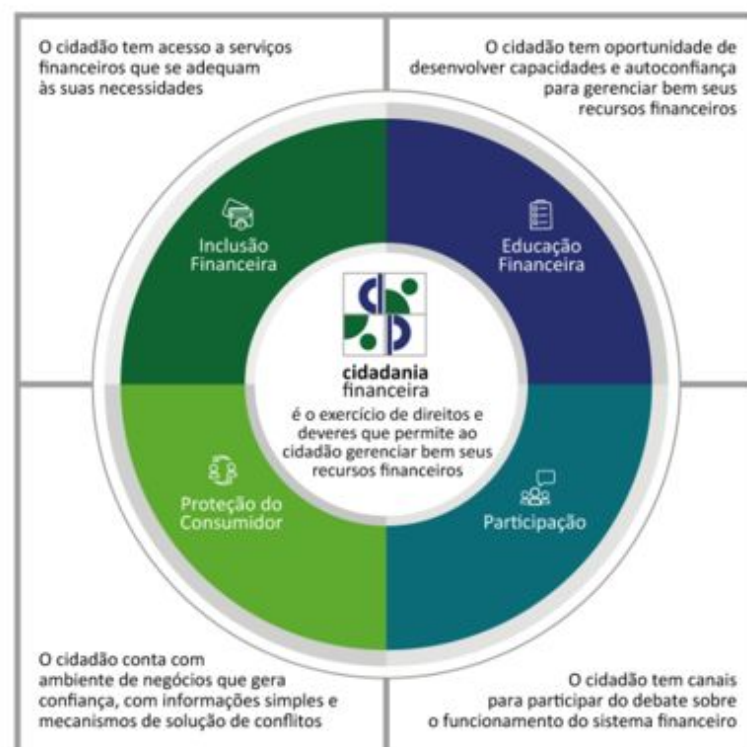 O cidadão tem acesso a serviços
financeiros que se adequam
às suas necessidades
O cidadão tem oportunidade de
desenvolver capacidades e autoconfiança
para gerenciar bem seus
recursos financeiros
Inclusão
Financeira
Educação
Financeira
cidadania
financeira
é o exercício de direitos e
deveres que permite ao
cidadão gerenciar bem seus
recursos financeiros
Proteção do
Consumidor
Participação
O cidadão conta com
ambiente de negócios que gera
confiança, com informações simples e
mecanismos de solução de conflitos
O cidadão tem canais
para participar do debate sobre
o funcionamento do sistema financeiro